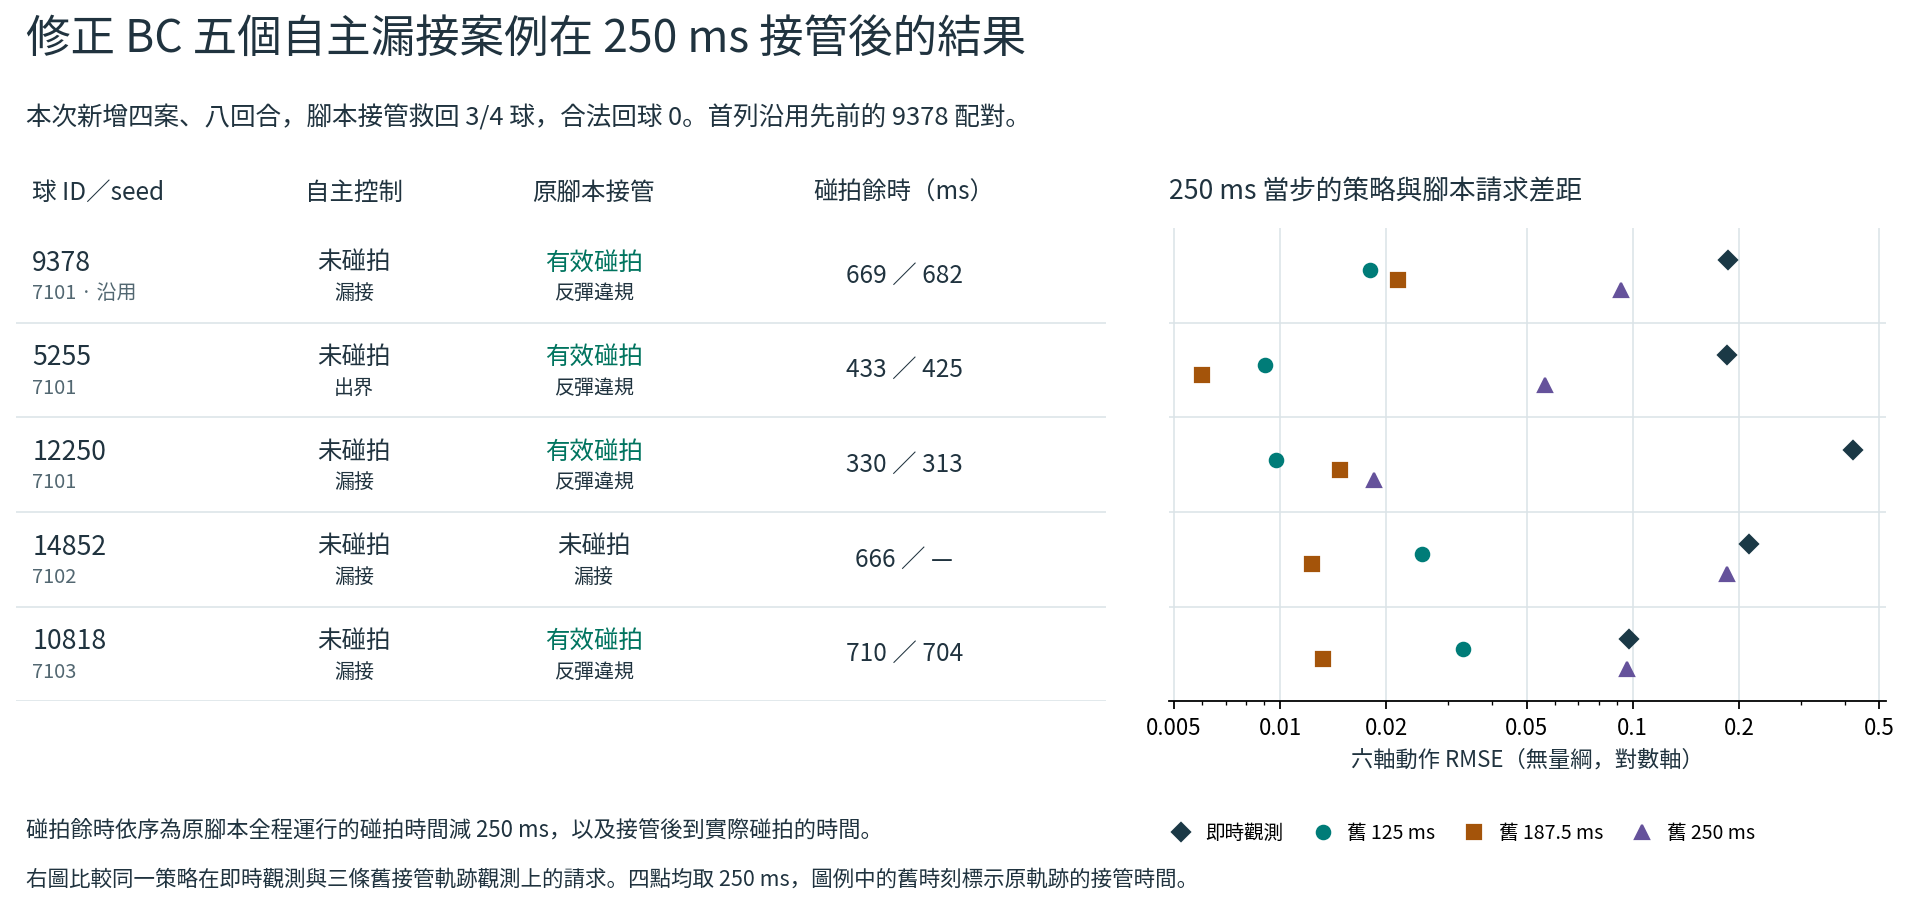 修正 BC 五個自主漏接案例在 250 ms 接管後的結果
本次新增四案、八回合，腳本接管救回 3/4 球，合法回球 0。首列沿用先前的 9378 配對。
球 ID／seed 自主控制 原腳本接管 碰拍餘時（ms）
9378 未碰拍 有效碰拍 669 ／ 682
7101 · 沿用 漏接 反彈違規
5255 未碰拍 有效碰拍 433 ／ 425
7101 出界 反彈違規
12250 未碰拍 有效碰拍 330 ／ 313
7101 漏接 反彈違規
14852 未碰拍 未碰拍 666 ／ —
7102 漏接 漏接
10818 未碰拍 有效碰拍 710 ／ 704
7103 漏接 反彈違規
250 ms 當步的策略與腳本請求差距
0.005 0.01 0.02 0.05 0.1 0.2 0.5
六軸動作 RMSE（無量綱，對數軸）
即時觀測 舊 125 ms 舊 187.5 ms 舊 250 ms
碰拍餘時依序為原腳本全程運行的碰拍時間減 250 ms，以及接管後到實際碰拍的時間。
右圖比較同一策略在即時觀測與三條舊接管軌跡觀測上的請求。四點均取 250 ms，圖例中的舊時刻標示原軌跡的接管時間。